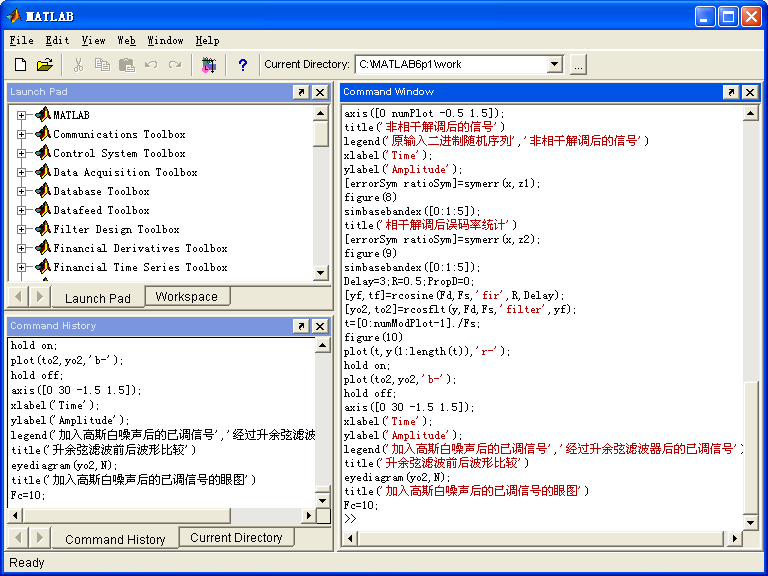 MATLAB
File Edit View Web Window Help
Current Directory: C:\MATLAB6p1\work ...
Launch Pad
MATLAB
Communications Toolbox
Control System Toolbox
Data Acquisition Toolbox
Database Toolbox
Datafeed Toolbox
Filter Design Toolbox
Financial Derivatives Toolbox
Financial Time Series Toolbox
Launch Pad Workspace
Command History
hold on;
plot(to2,yo2,'b-');
hold off;
axis([0 30 -1.5 1.5]);
xlabel('Time');
ylabel('Amplitude');
legend('加入高斯白噪声后的已调信号','经过升余弦滤波
title('升余弦滤波前后波形比较')
eyediagram(yo2,N);
title('加入高斯白噪声后的已调信号的眼图')
Fc=10;
Command History Current Directory
Command Window
axis([0 numPlot -0.5 1.5]);
title('非相干解调后的信号')
legend('原输入二进制随机序列','非相干解调后的信号')
xlabel('Time');
ylabel('Amplitude');
[errorSym ratioSym]=symerr(x,z1);
figure(8)
simbasebandex([0:1:5]);
title('相干解调后误码率统计')
[errorSym ratioSym]=symerr(x,z2);
figure(9)
simbasebandex([0:1:5]);
Delay=3;R=0.5;PropD=0;
[yf,tf]=rcosine(Fd,Fs,'fir',R,Delay);
[yo2,to2]=rcosflt(y,Fd,Fs,'filter',yf);
t=[0:numModPlot-1]./Fs;
figure(10)
plot(t,y(1:length(t)),'r-');
hold on;
plot(to2,yo2,'b-');
hold off;
axis([0 30 -1.5 1.5]);
xlabel('Time');
ylabel('Amplitude');
legend('加入高斯白噪声后的已调信号','经过升余弦滤波器后的已调信号')
title('升余弦滤波前后波形比较')
eyediagram(yo2,N);
title('加入高斯白噪声后的已调信号的眼图')
Fc=10;
>>
Ready